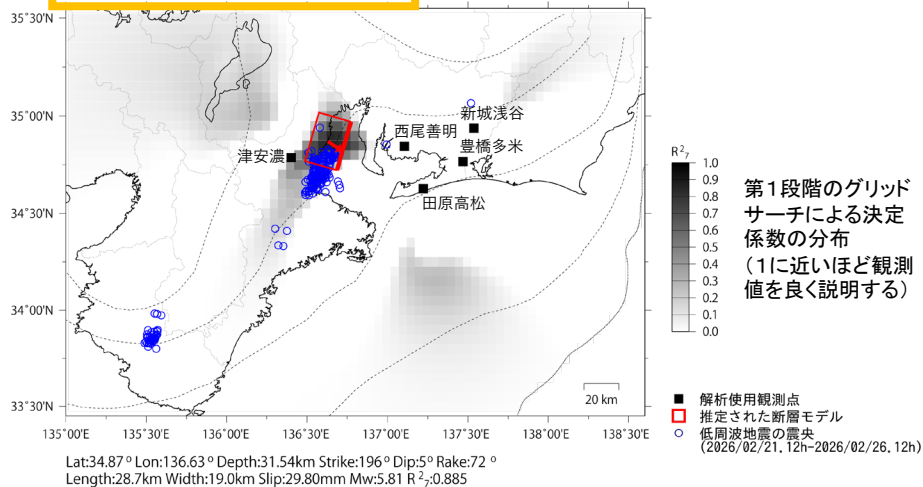 35°30'N
35°00'N
34°30'N
34°00'N
33°30'N
135°00'E
135°30'E
136°00'E
136°30'E
137°00'E
137°30'E
138°00'E
138°30'E
新城浅谷
西尾善明
豊橋多米
津安濃
田原高松
20 km
R²₇
1.0
0.9
0.8
0.7
0.6
0.5
0.4
0.3
0.2
0.1
0.0
第1段階のグリッド
サーチによる決定
係数の分布
(1に近いほど観測
値を良く説明する)
解析使用観測点
推定された断層モデル
低周波地震の震央
(2026/02/21.12h-2026/02/26.12h)
Lat:34.87° Lon:136.63° Depth:31.54km Strike:196° Dip:5° Rake:72°
Length:28.7km Width:19.0km Slip:29.80mm Mw:5.81 R²₇:0.885